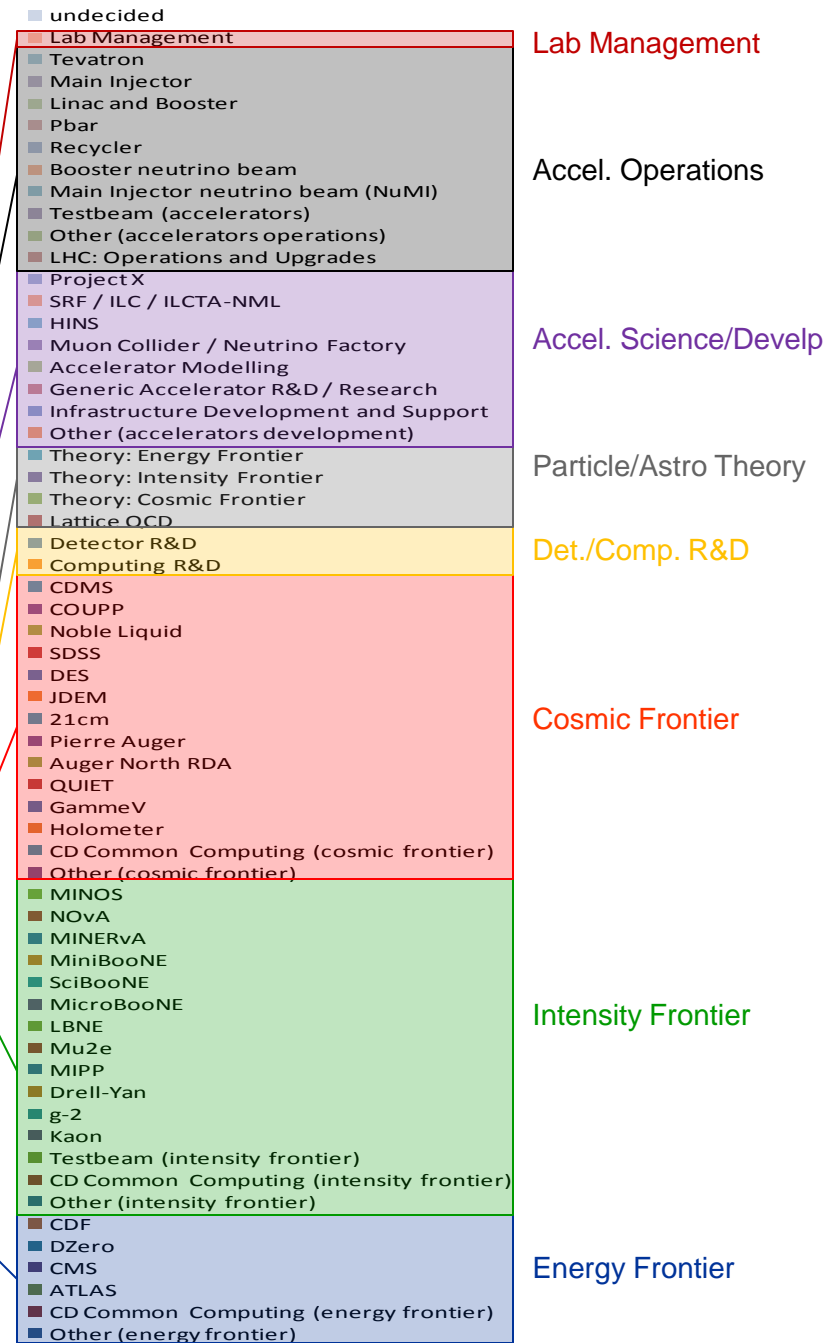 undecided
Lab Management
Lab Management
Tevatron
Main Injector
Linac and Booster
Pbar
Recycler
Booster neutrino beam
Accel. Operations
Main Injector neutrino beam (NuMI)
Testbeam (accelerators)
Other (accelerators operations)
LHC: Operations and Upgrades
Project X
SRF / ILC / ILCTA-NML
HINS
Accel. Science/Develp
Muon Collider / Neutrino Factory
Accelerator Modelling
Generic Accelerator R&D / Research
Infrastructure Development and Support
Other (accelerators development)
Theory: Energy Frontier
Particle/Astro Theory
Theory: Intensity Frontier
Theory: Cosmic Frontier
Lattice QCD
Detector R&D
Det./Comp. R&D
Computing R&D
CDMS
COUPP
Noble Liquid
SDSS
DES
JDEM
21cm
Cosmic Frontier
Pierre Auger
Auger North RDA
QUIET
GammeV
Holometer
CD Common Computing (cosmic frontier)
Other (cosmic frontier)
MINOS
NOvA
MINERvA
MiniBooNE
SciBooNE
MicroBooNE
Intensity Frontier
LBNE
Mu2e
MIPP
Drell-Yan
g-2
Kaon
Testbeam (intensity frontier)
CD Common Computing (intensity frontier)
Other (intensity frontier)
CDF
DZero
CMS
Energy Frontier
ATLAS
CD Common Computing (energy frontier)
Other (energy frontier)